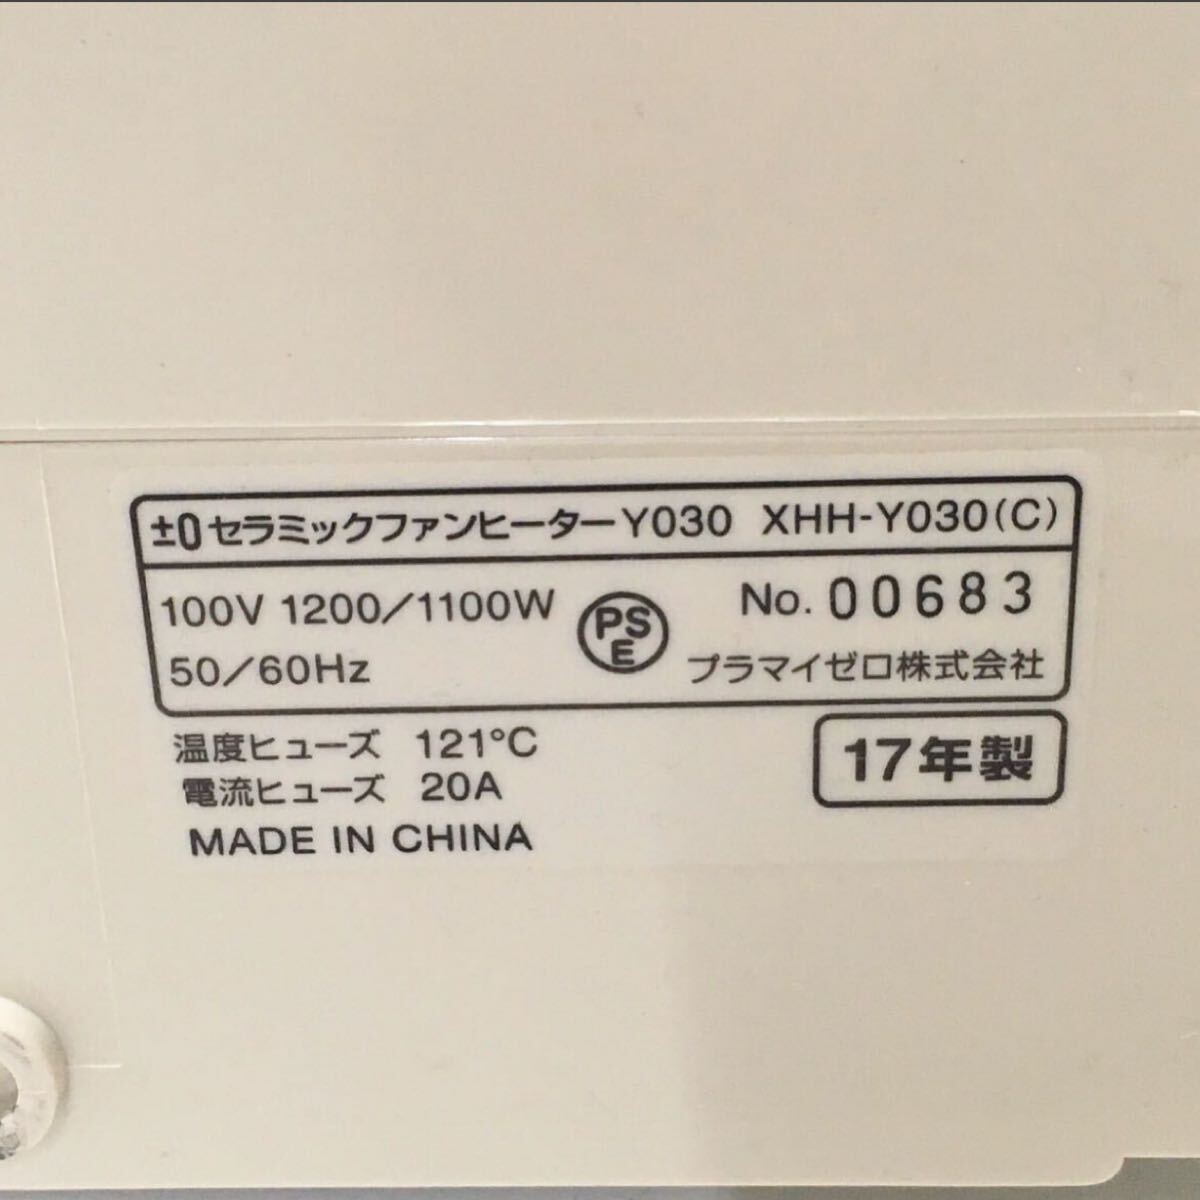 ±0 セラミックファンヒーターY030 XHH-Y030(C)
100V 1200/1100W
50/60Hz
PS
E
No. 00683
プラマイゼロ株式会社
温度ヒューズ 121℃
電流ヒューズ 20A
MADE IN CHINA
17年製